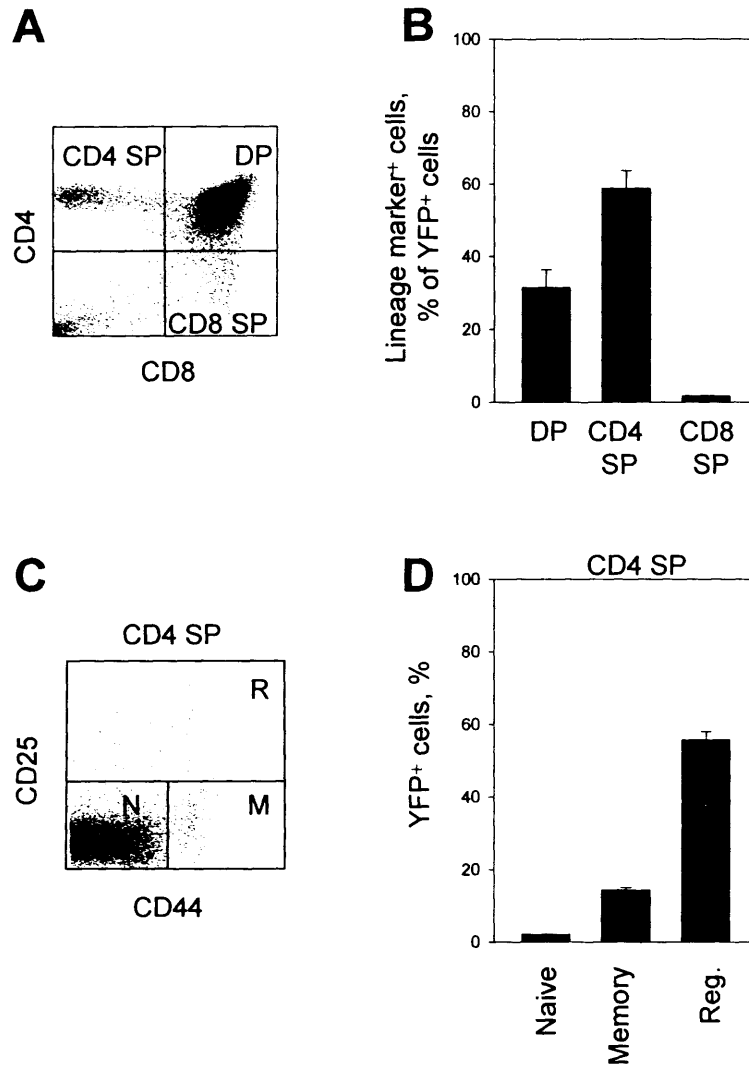 A
CD4 SP
DP
CD8 SP
CD4
CD8
B
Lineage marker⁺ cells,
% of YFP⁺ cells
100
80
60
40
20
0
DP
CD4
SP
CD8
SP
C
CD4 SP
R
N
M
CD25
CD44
D
CD4 SP
YFP⁺ cells, %
100
80
60
40
20
0
Naive
Memory
Reg.